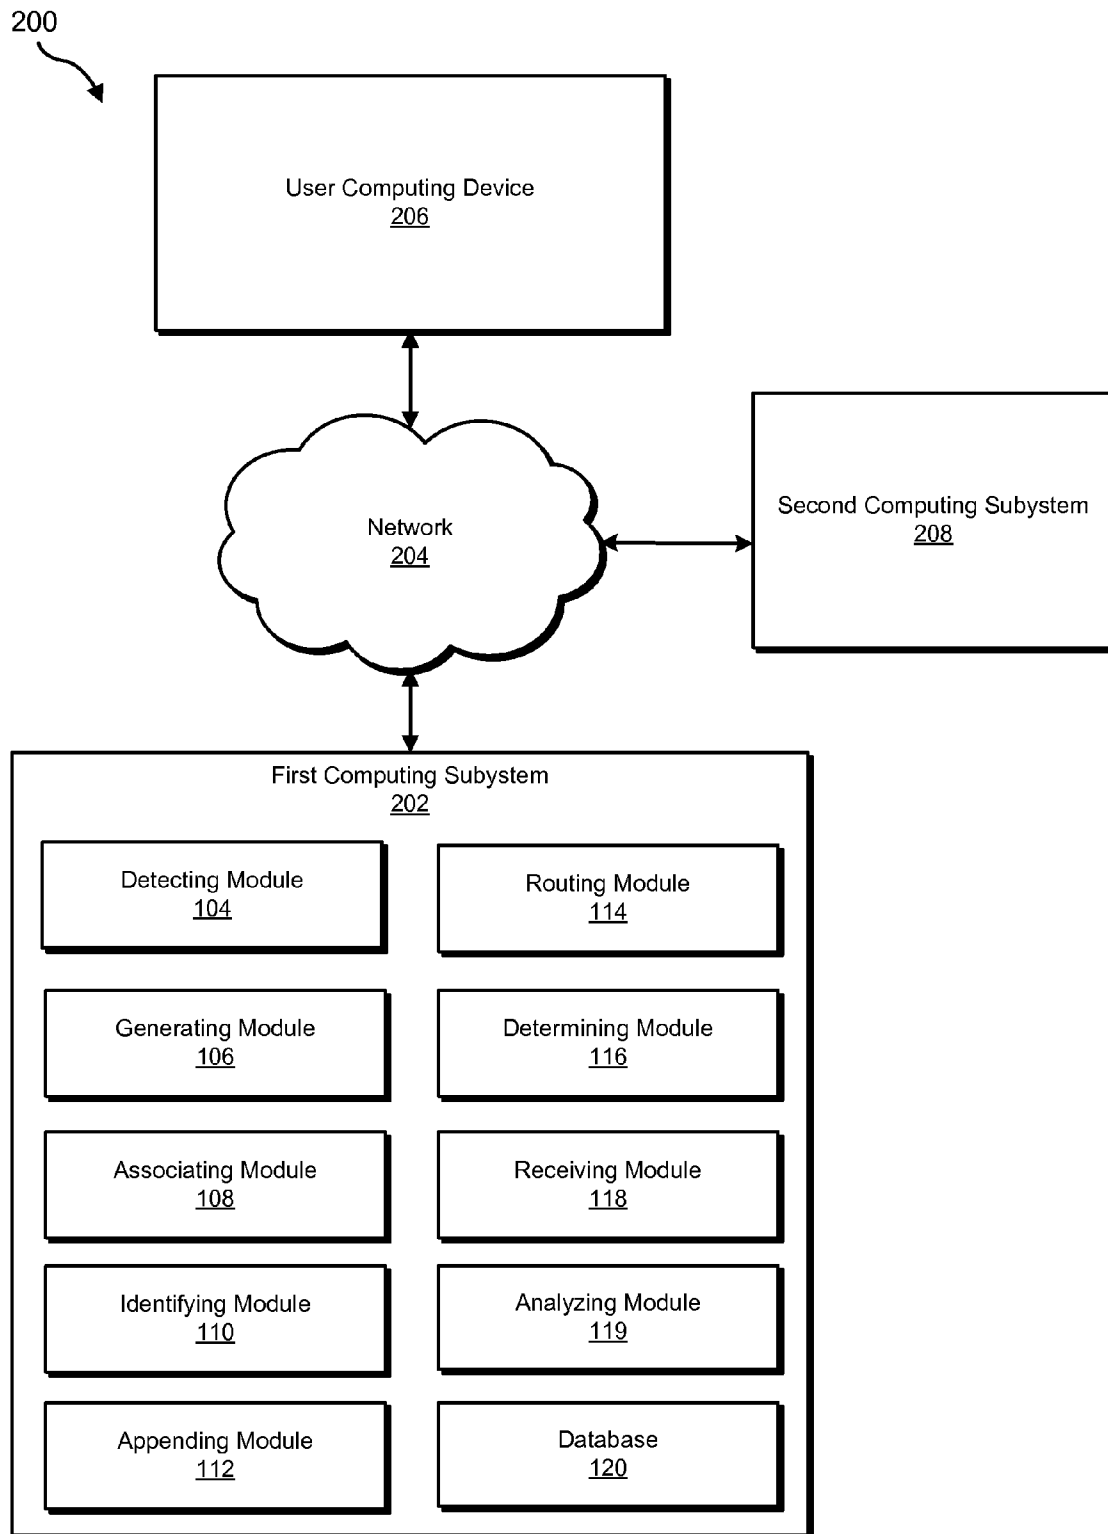 200
User Computing Device
206
Network
204
Second Computing Subystem
208
First Computing Subystem
202
Detecting Module
104
Routing Module
114
Generating Module
106
Determining Module
116
Associating Module
108
Receiving Module
118
Identifying Module
110
Analyzing Module
119
Appending Module
112
Database
120